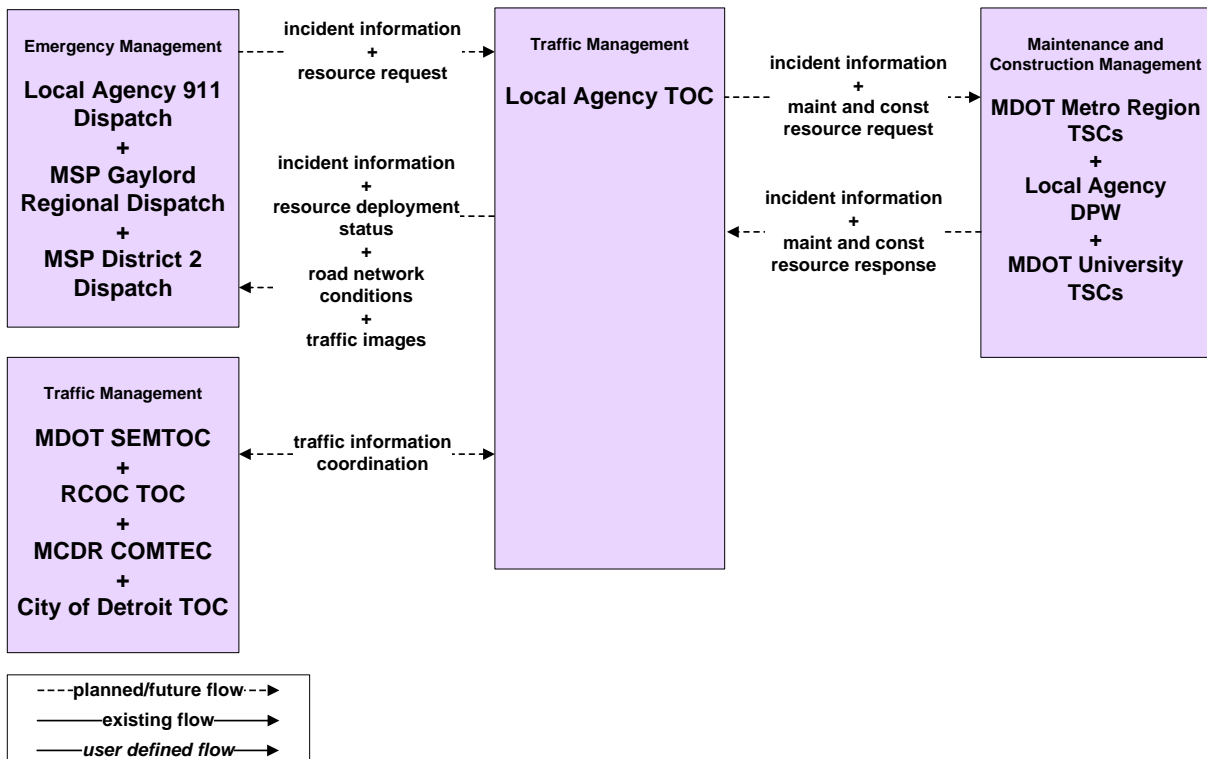 Emergency Management
Local Agency 911
Dispatch
+
MSP Gaylord
Regional Dispatch
+
MSP District 2
Dispatch
incident information
+
resource request
incident information
+
resource deployment
status
+
road network
conditions
+
traffic images
Traffic Management
Local Agency TOC
incident information
+
maint and const
resource request
incident information
+
maint and const
resource response
Maintenance and
Construction Management
MDOT Metro Region
TSCs
+
Local Agency
DPW
+
MDOT University
TSCs
Traffic Management
MDOT SEMTOC
+
RCOC TOC
+
MCDR COMTEC
+
City of Detroit TOC
traffic information
coordination
planned/future flow
existing flow
user defined flow